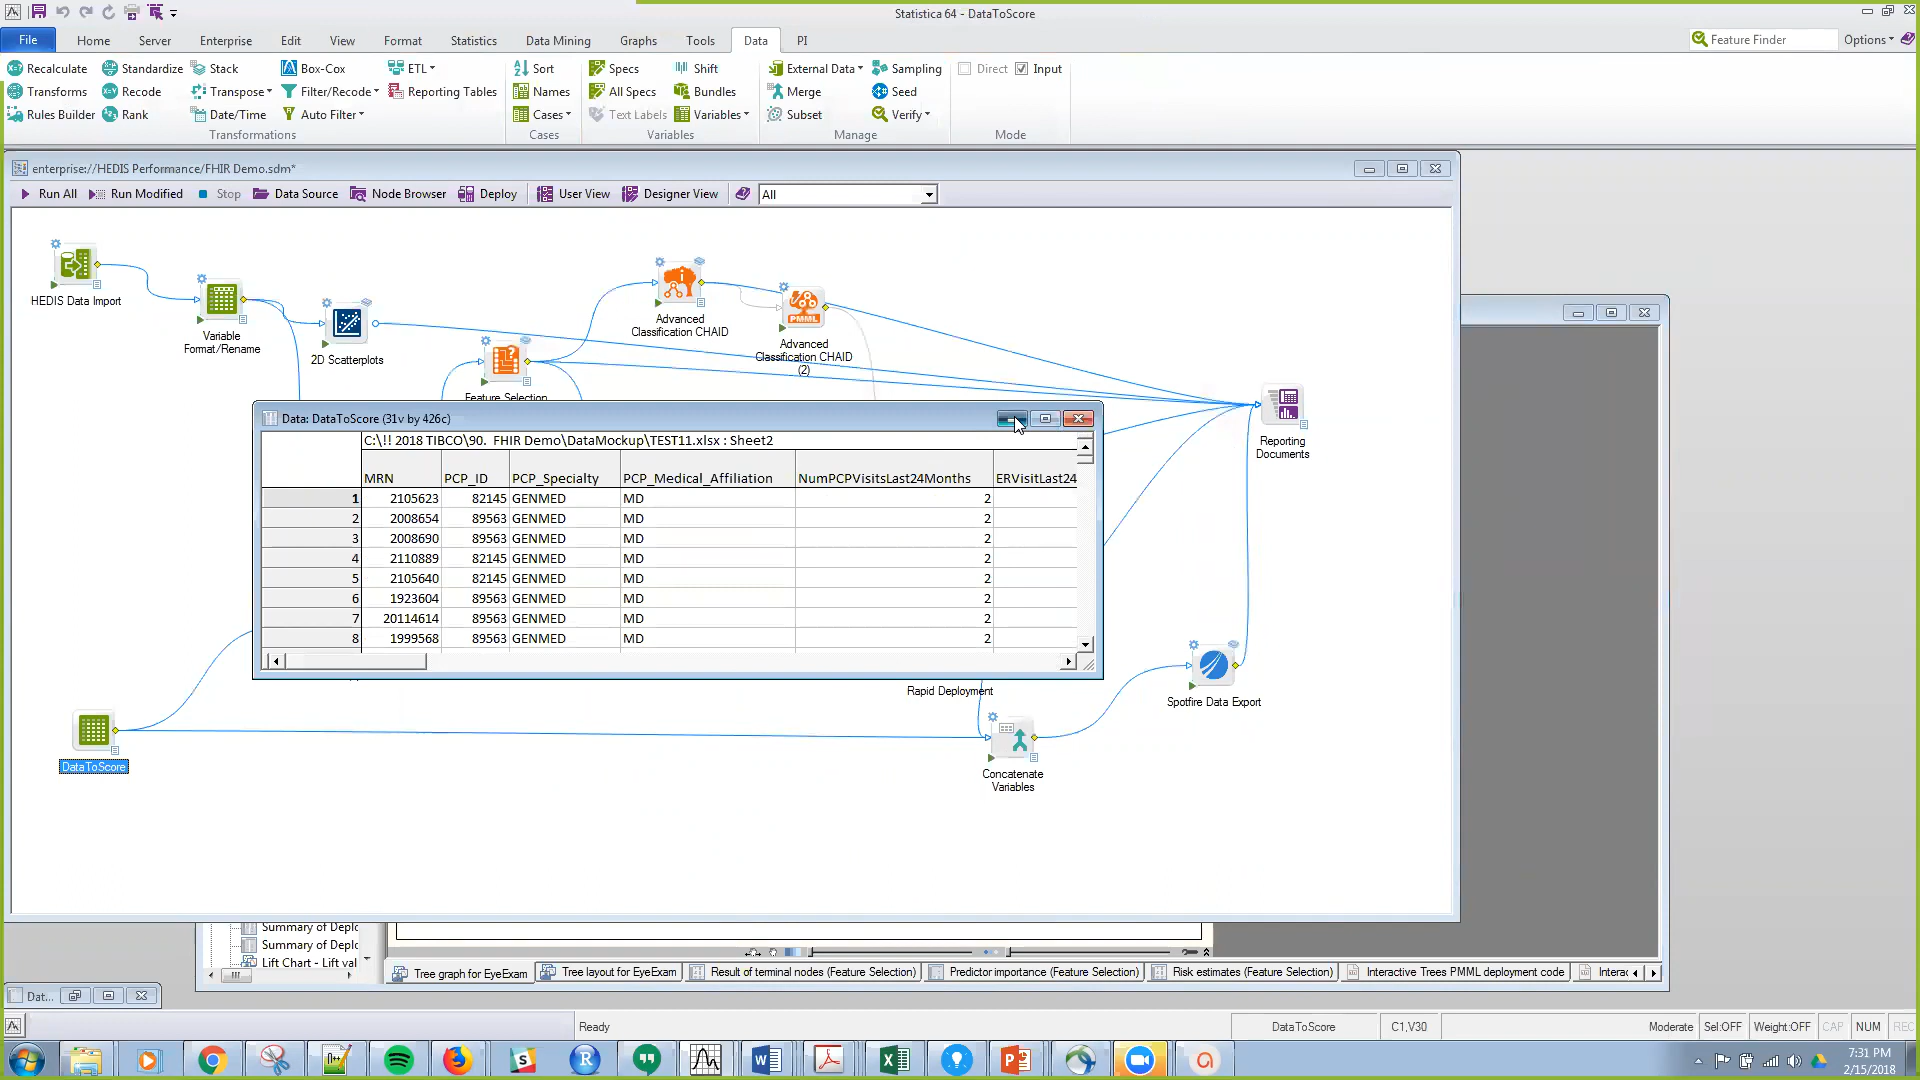 Statistica 64 - DataToScore
File Home Server Enterprise Edit View Format Statistics Data Mining Graphs Tools Data PI Feature Finder Options
Recalculate Standardize Stack Box-Cox ETL Sort Specs Shift External Data Sampling Direct Input
Transforms Recode Transpose Filter/Recode Reporting Tables Names All Specs Bundles Merge Seed
Rules Builder Rank Date/Time Auto Filter Cases Text Labels Variables Subset Verify
Transformations Cases Variables Manage Mode
enterprise://HEDIS Performance/FHIR Demo.sdm*
Run All Run Modified Stop Data Source Node Browser Deploy User View Designer View All
HEDIS Data Import
Variable
Format/Rename
2D Scatterplots
Feature Selection
Advanced
Classification CHAID
PMML
Advanced
Classification CHAID
(2)
Reporting
Documents
Data: DataToScore (31v by 426c)
C:\!! 2018 TIBCO\90. FHIR Demo\DataMockup\TEST11.xlsx : Sheet2
MRN PCP_ID PCP_Specialty PCP_Medical_Affiliation NumPCPVisitsLast24Months ERVisitLast24
1 2105623 82145 GENMED MD 2
2 2008654 89563 GENMED MD 2
3 2008690 89563 GENMED MD 2
4 2110889 82145 GENMED MD 2
5 2105640 82145 GENMED MD 2
6 1923604 89563 GENMED MD 2
7 20114614 89563 GENMED MD 2
8 1999568 89563 GENMED MD 2
Rapid Deployment
Spotfire Data Export
DataToScore
Concatenate
Variables
Summary of Deplc
Summary of Deplc
Lift Chart - Lift val
Tree graph for EyeExam Tree layout for EyeExam Result of terminal nodes (Feature Selection) Predictor importance (Feature Selection) Risk estimates (Feature Selection) Interactive Trees PMML deployment code Interac
Dat...
Ready DataToScore C1,V30 Moderate Sel:OFF Weight:OFF CAP NUM REC
7:31 PM
2/15/2018